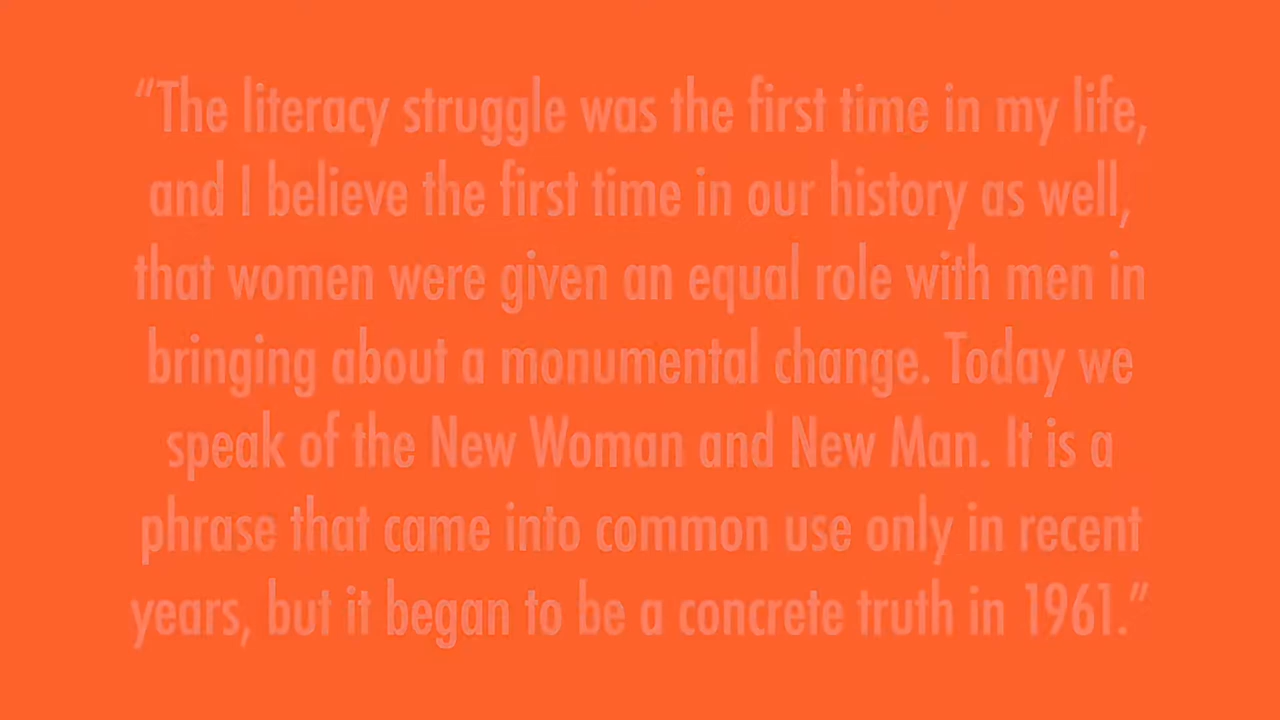 “The literacy struggle was the first time in my life,
and I believe the first time in our history as well,
that women were given an equal role with men in
bringing about a monumental change. Today we
speak of the New Woman and New Man. It is a
phrase that came into common use only in recent
years, but it began to be a concrete truth in 1961.”